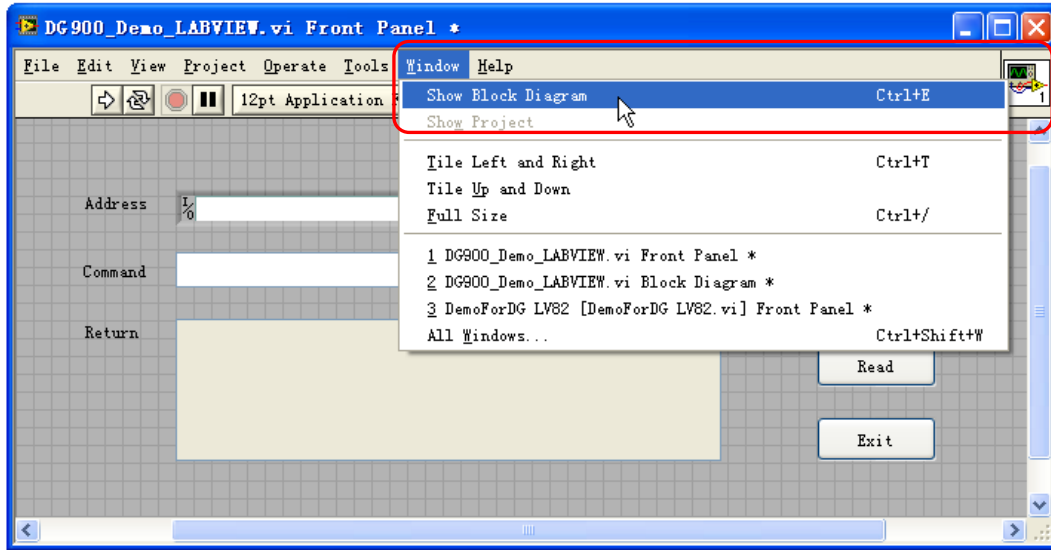 DG900_Demo_LABVIEW.vi Front Panel *
File Edit View Project Operate Tools Window Help
12pt Application
Show Block Diagram Ctrl+E
Show Project
Tile Left and Right Ctrl+T
Tile Up and Down
Full Size Ctrl+/
1 DG900_Demo_LABVIEW.vi Front Panel *
2 DG900_Demo_LABVIEW.vi Block Diagram *
3 DemoForDG LV82 [DemoForDG LV82.vi] Front Panel *
All Windows... Ctrl+Shift+W
1
Address I/O
Command
Return
Read
Exit